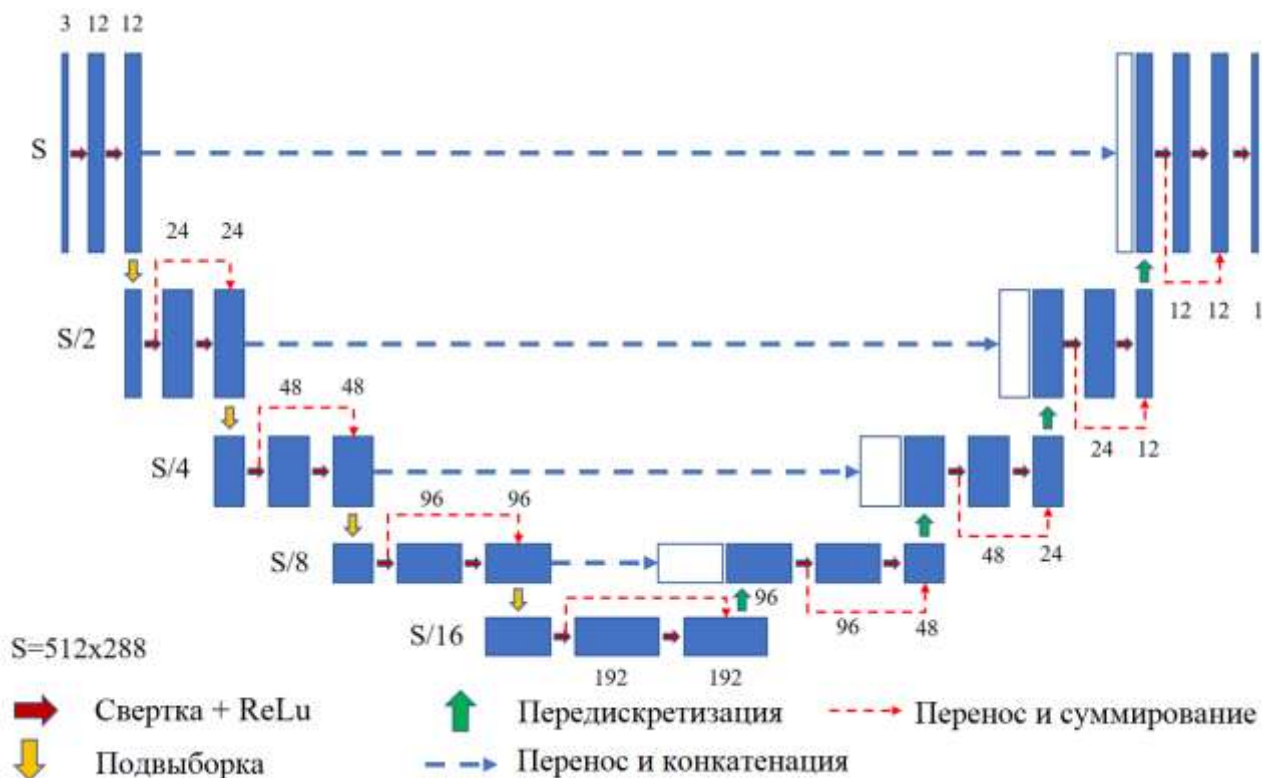 3 12 12
S
24 24
12 12 1
S/2
48 48
24 12
S/4
96 96
48 24
S/8
96
96 48
S/16
192 192
S=512x288
Свертка + ReLu
Передискретизация
Перенос и суммирование
Подвыборка
Перенос и конкатенация